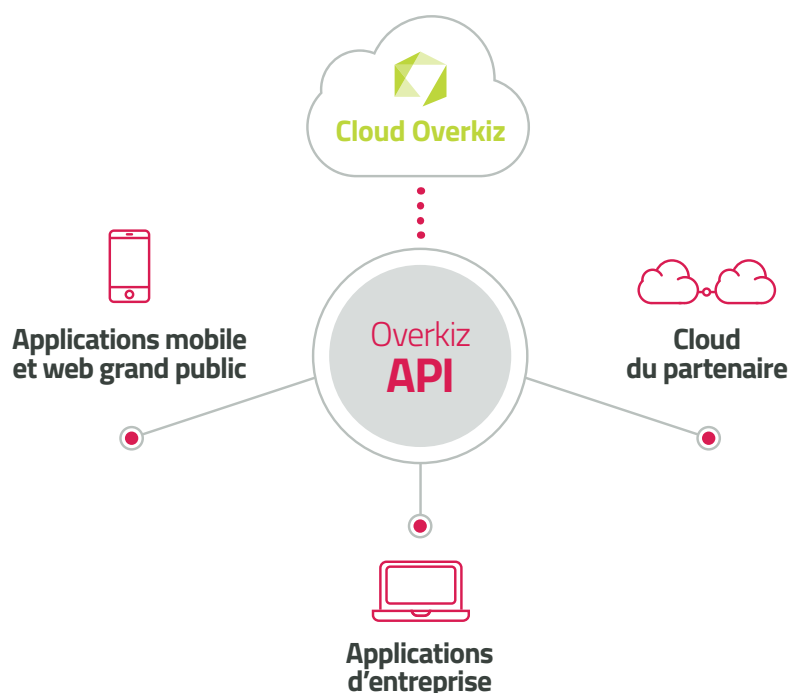 Cloud Overkiz
Applications mobile
et web grand public
Overkiz
API
Cloud
du partenaire
Applications
d’entreprise